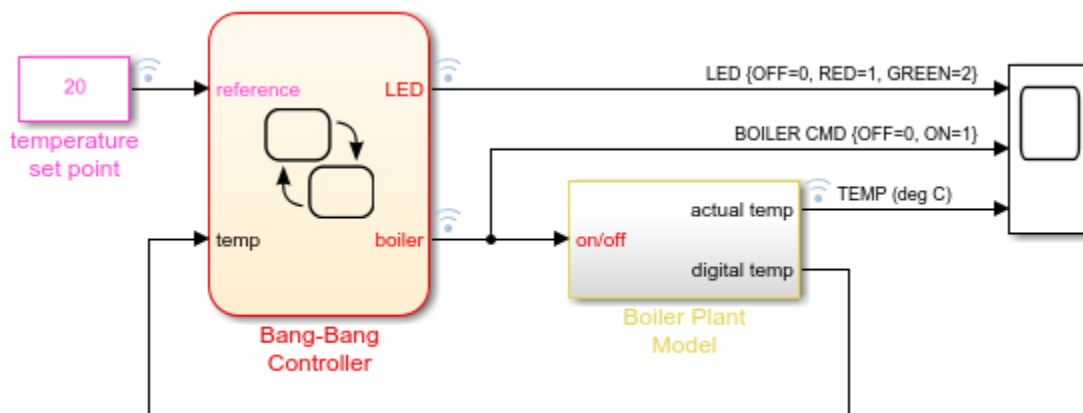 20
temperature
set point
reference
LED
temp
boiler
Bang-Bang
Controller
LED {OFF=0, RED=1, GREEN=2}
BOILER CMD {OFF=0, ON=1}
TEMP (deg C)
on/off
actual temp
digital temp
Boiler Plant
Model